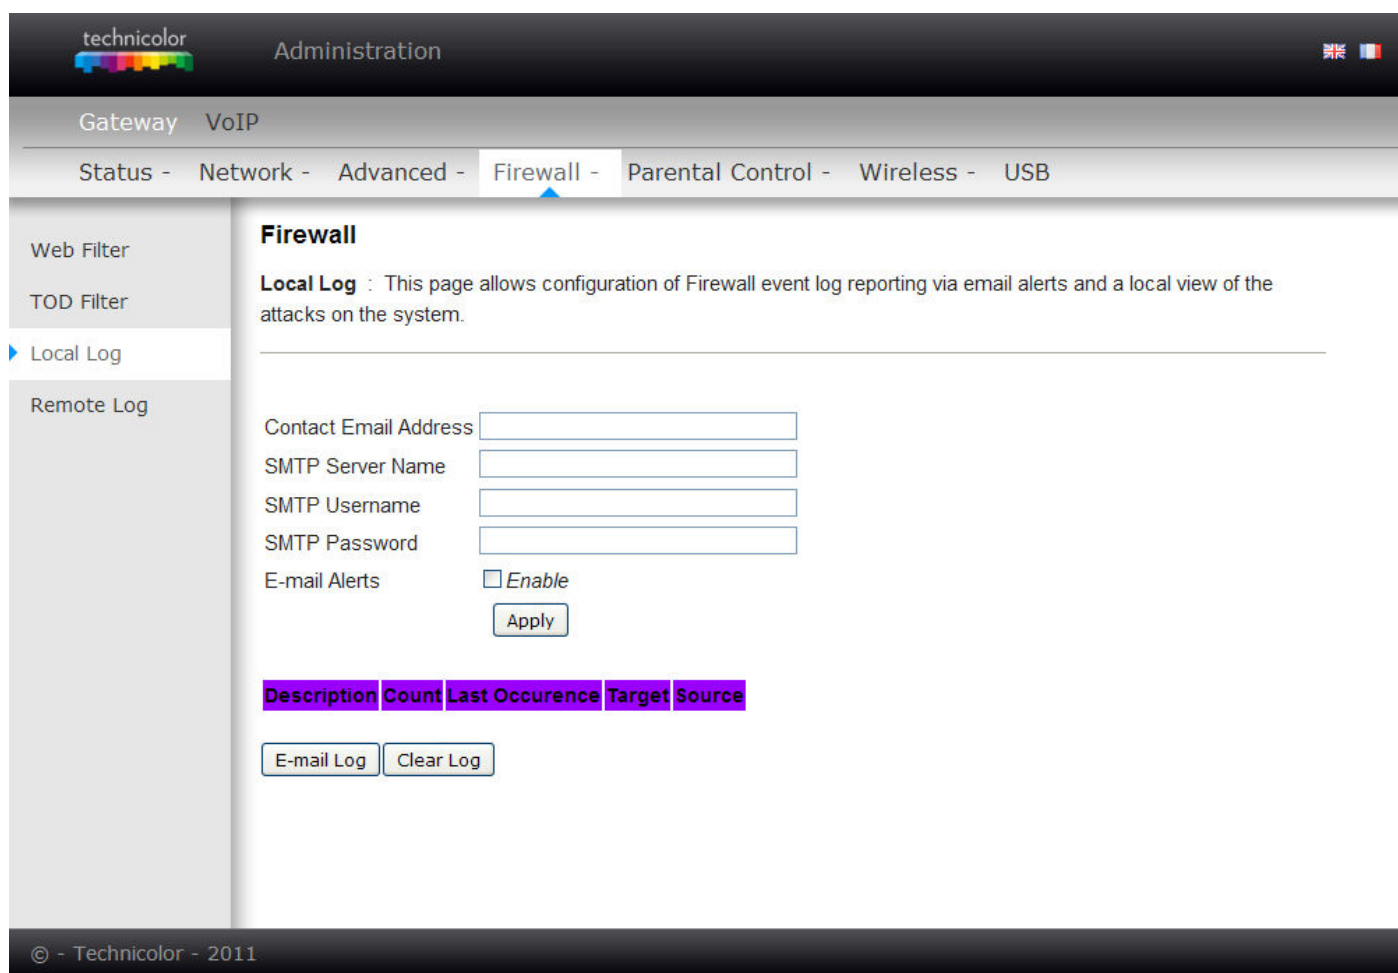 technicolor
Administration
Gateway VoIP
Status - Network - Advanced - Firewall - Parental Control - Wireless - USB
Web Filter
TOD Filter
Local Log
Remote Log
Firewall
Local Log : This page allows configuration of Firewall event log reporting via email alerts and a local view of the
attacks on the system.
Contact Email Address
SMTP Server Name
SMTP Username
SMTP Password
E-mail Alerts Enable
Apply
Description Count Last Occurence Target Source
E-mail Log Clear Log
© - Technicolor - 2011